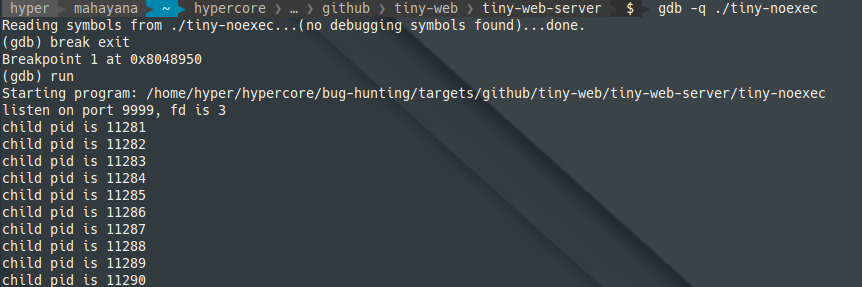 hyper mahayana ~ hypercore › … › github › tiny-web › tiny-web-server $ gdb -q ./tiny-noexec
Reading symbols from ./tiny-noexec...(no debugging symbols found)...done.
(gdb) break exit
Breakpoint 1 at 0x8048950
(gdb) run
Starting program: /home/hyper/hypercore/bug-hunting/targets/github/tiny-web/tiny-web-server/tiny-noexec
listen on port 9999, fd is 3
child pid is 11281
child pid is 11282
child pid is 11283
child pid is 11284
child pid is 11285
child pid is 11286
child pid is 11287
child pid is 11288
child pid is 11289
child pid is 11290